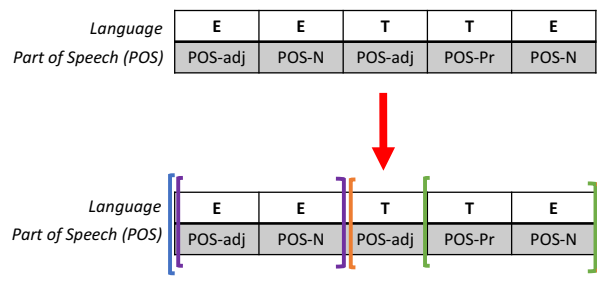 Language E E T T E
Part of Speech (POS) POS-adj POS-N POS-adj POS-Pr POS-N
Language E E T T E
Part of Speech (POS) POS-adj POS-N POS-adj POS-Pr POS-N